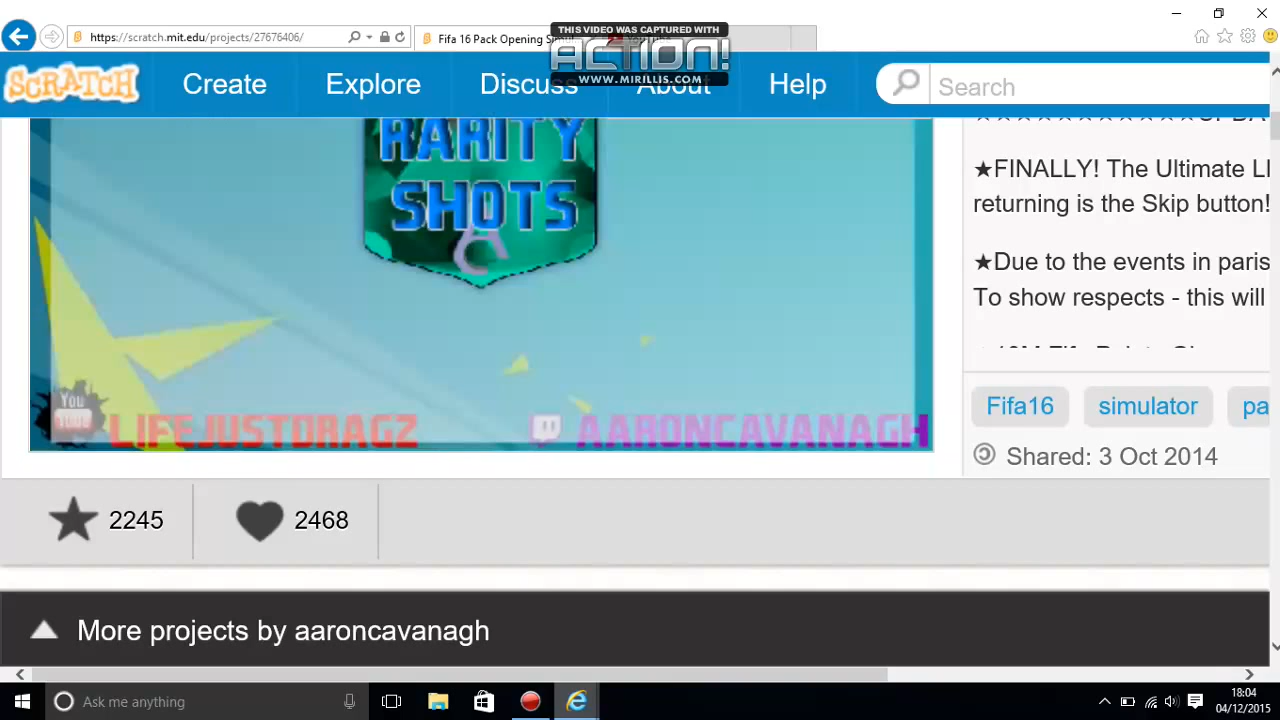 https://scratch.mit.edu/projects/27676406/
Fifa 16 Pack Opening
THIS VIDEO WAS CAPTURED WITH
ACTION!
WWW.MIRILLIS.COM
SCRATCH
Create
Explore
Discuss
About
Help
Search
RARITY
SHOTS
★FINALLY! The Ultimate
returning is the Skip button!
★Due to the events in paris
To show respects - this will
You
LIFEJUSTDRAGZ
AARONCAVANAGH
Fifa16
simulator
pa
Shared: 3 Oct 2014
2245
2468
More projects by aaroncavanagh
Ask me anything
18:04
04/12/2015